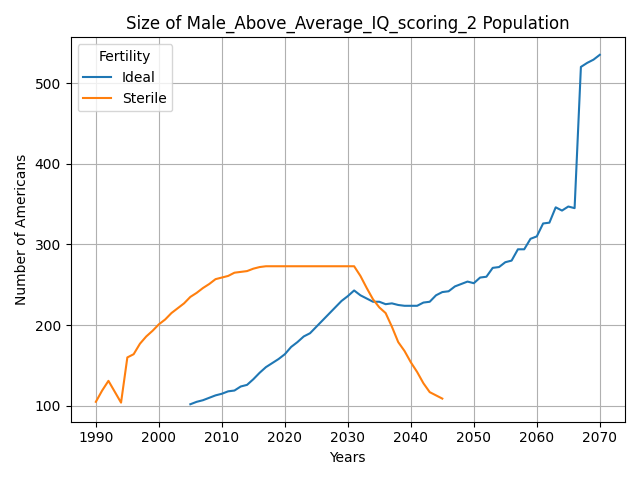 Size of Male_Above_Average_IQ_scoring_2 Population
Fertility
Ideal
Sterile
Number of Americans
500
400
300
200
100
1990 2000 2010 2020 2030 2040 2050 2060 2070
Years